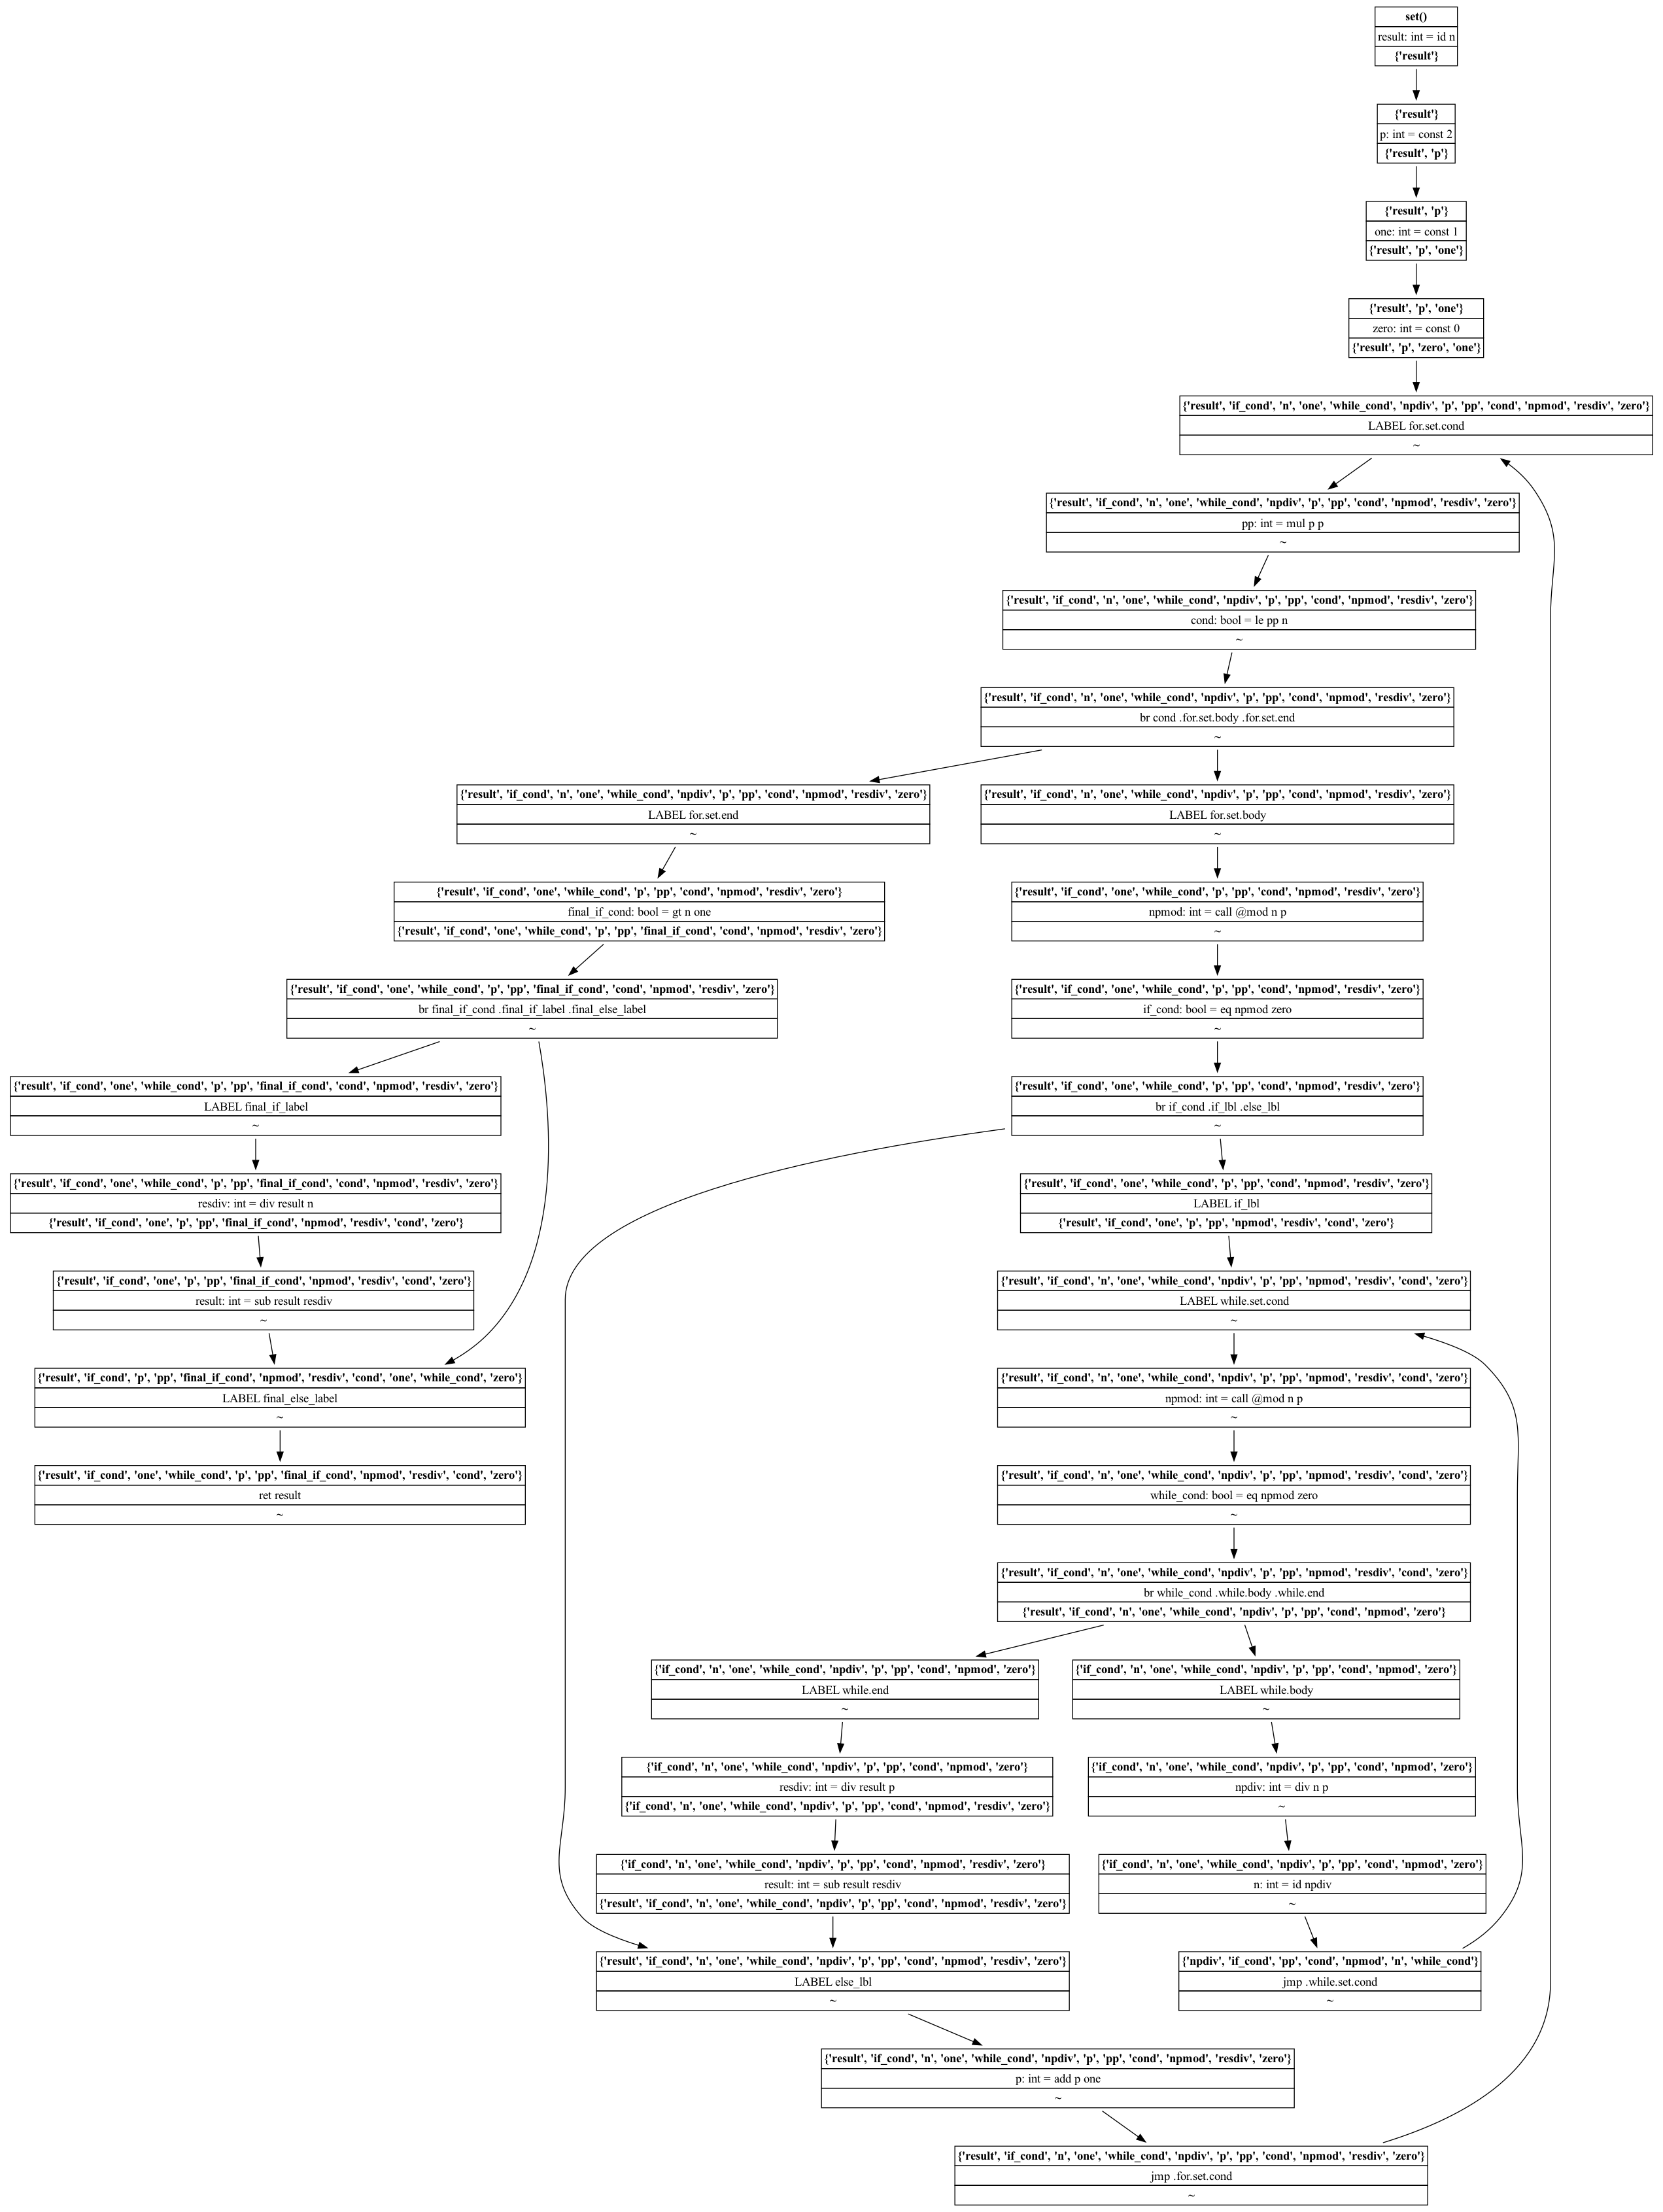 set()
result: int = id n
{'result'}
{'result'}
p: int = const 2
{'result', 'p'}
{'result', 'p'}
one: int = const 1
{'result', 'p', 'one'}
{'result', 'p', 'one'}
zero: int = const 0
{'result', 'p', 'zero', 'one'}
{'result', 'if_cond', 'n', 'one', 'while_cond', 'npdiv', 'p', 'pp', 'cond', 'npmod', 'resdiv', 'zero'}
LABEL for.set.cond
~
{'result', 'if_cond', 'n', 'one', 'while_cond', 'npdiv', 'p', 'pp', 'cond', 'npmod', 'resdiv', 'zero'}
pp: int = mul p p
~
{'result', 'if_cond', 'n', 'one', 'while_cond', 'npdiv', 'p', 'pp', 'cond', 'npmod', 'resdiv', 'zero'}
cond: bool = le pp n
~
{'result', 'if_cond', 'n', 'one', 'while_cond', 'npdiv', 'p', 'pp', 'cond', 'npmod', 'resdiv', 'zero'}
br cond .for.set.body .for.set.end
~
{'result', 'if_cond', 'n', 'one', 'while_cond', 'npdiv', 'p', 'pp', 'cond', 'npmod', 'resdiv', 'zero'}
LABEL for.set.end
~
{'result', 'if_cond', 'n', 'one', 'while_cond', 'npdiv', 'p', 'pp', 'cond', 'npmod', 'resdiv', 'zero'}
LABEL for.set.body
~
{'result', 'if_cond', 'one', 'while_cond', 'p', 'pp', 'cond', 'npmod', 'resdiv', 'zero'}
final_if_cond: bool = gt n one
{'result', 'if_cond', 'one', 'while_cond', 'p', 'pp', 'final_if_cond', 'cond', 'npmod', 'resdiv', 'zero'}
{'result', 'if_cond', 'one', 'while_cond', 'p', 'pp', 'cond', 'npmod', 'resdiv', 'zero'}
npmod: int = call @mod n p
~
{'result', 'if_cond', 'one', 'while_cond', 'p', 'pp', 'final_if_cond', 'cond', 'npmod', 'resdiv', 'zero'}
br final_if_cond .final_if_label .final_else_label
~
{'result', 'if_cond', 'one', 'while_cond', 'p', 'pp', 'cond', 'npmod', 'resdiv', 'zero'}
if_cond: bool = eq npmod zero
~
{'result', 'if_cond', 'one', 'while_cond', 'p', 'pp', 'final_if_cond', 'cond', 'npmod', 'resdiv', 'zero'}
LABEL final_if_label
~
{'result', 'if_cond', 'one', 'while_cond', 'p', 'pp', 'cond', 'npmod', 'resdiv', 'zero'}
br if_cond .if_lbl .else_lbl
~
{'result', 'if_cond', 'one', 'while_cond', 'p', 'pp', 'final_if_cond', 'cond', 'npmod', 'resdiv', 'zero'}
resdiv: int = div result n
{'result', 'if_cond', 'one', 'p', 'pp', 'final_if_cond', 'npmod', 'resdiv', 'cond', 'zero'}
{'result', 'if_cond', 'one', 'while_cond', 'p', 'pp', 'cond', 'npmod', 'resdiv', 'zero'}
LABEL if_lbl
{'result', 'if_cond', 'one', 'p', 'pp', 'npmod', 'resdiv', 'cond', 'zero'}
{'result', 'if_cond', 'one', 'p', 'pp', 'final_if_cond', 'npmod', 'resdiv', 'cond', 'zero'}
result: int = sub result resdiv
~
{'result', 'if_cond', 'n', 'one', 'while_cond', 'npdiv', 'p', 'pp', 'npmod', 'resdiv', 'cond', 'zero'}
LABEL while.set.cond
~
{'result', 'if_cond', 'p', 'pp', 'final_if_cond', 'npmod', 'resdiv', 'cond', 'one', 'while_cond', 'zero'}
LABEL final_else_label
~
{'result', 'if_cond', 'n', 'one', 'while_cond', 'npdiv', 'p', 'pp', 'npmod', 'resdiv', 'cond', 'zero'}
npmod: int = call @mod n p
~
{'result', 'if_cond', 'one', 'while_cond', 'p', 'pp', 'final_if_cond', 'npmod', 'resdiv', 'cond', 'zero'}
ret result
~
{'result', 'if_cond', 'n', 'one', 'while_cond', 'npdiv', 'p', 'pp', 'npmod', 'resdiv', 'cond', 'zero'}
while_cond: bool = eq npmod zero
~
{'result', 'if_cond', 'n', 'one', 'while_cond', 'npdiv', 'p', 'pp', 'npmod', 'resdiv', 'cond', 'zero'}
br while_cond .while.body .while.end
{'result', 'if_cond', 'n', 'one', 'while_cond', 'npdiv', 'p', 'pp', 'cond', 'npmod', 'zero'}
{'if_cond', 'n', 'one', 'while_cond', 'npdiv', 'p', 'pp', 'cond', 'npmod', 'zero'}
LABEL while.end
~
{'if_cond', 'n', 'one', 'while_cond', 'npdiv', 'p', 'pp', 'cond', 'npmod', 'zero'}
LABEL while.body
~
{'if_cond', 'n', 'one', 'while_cond', 'npdiv', 'p', 'pp', 'cond', 'npmod', 'zero'}
resdiv: int = div result p
{'if_cond', 'n', 'one', 'while_cond', 'npdiv', 'p', 'pp', 'cond', 'npmod', 'resdiv', 'zero'}
{'if_cond', 'n', 'one', 'while_cond', 'npdiv', 'p', 'pp', 'cond', 'npmod', 'zero'}
npdiv: int = div n p
~
{'if_cond', 'n', 'one', 'while_cond', 'npdiv', 'p', 'pp', 'cond', 'npmod', 'resdiv', 'zero'}
result: int = sub result resdiv
{'result', 'if_cond', 'n', 'one', 'while_cond', 'npdiv', 'p', 'pp', 'cond', 'npmod', 'resdiv', 'zero'}
{'if_cond', 'n', 'one', 'while_cond', 'npdiv', 'p', 'pp', 'cond', 'npmod', 'zero'}
n: int = id npdiv
~
{'result', 'if_cond', 'n', 'one', 'while_cond', 'npdiv', 'p', 'pp', 'cond', 'npmod', 'resdiv', 'zero'}
LABEL else_lbl
~
{'npdiv', 'if_cond', 'pp', 'cond', 'npmod', 'n', 'while_cond'}
jmp .while.set.cond
~
{'result', 'if_cond', 'n', 'one', 'while_cond', 'npdiv', 'p', 'pp', 'cond', 'npmod', 'resdiv', 'zero'}
p: int = add p one
~
{'result', 'if_cond', 'n', 'one', 'while_cond', 'npdiv', 'p', 'pp', 'cond', 'npmod', 'resdiv', 'zero'}
jmp .for.set.cond
~